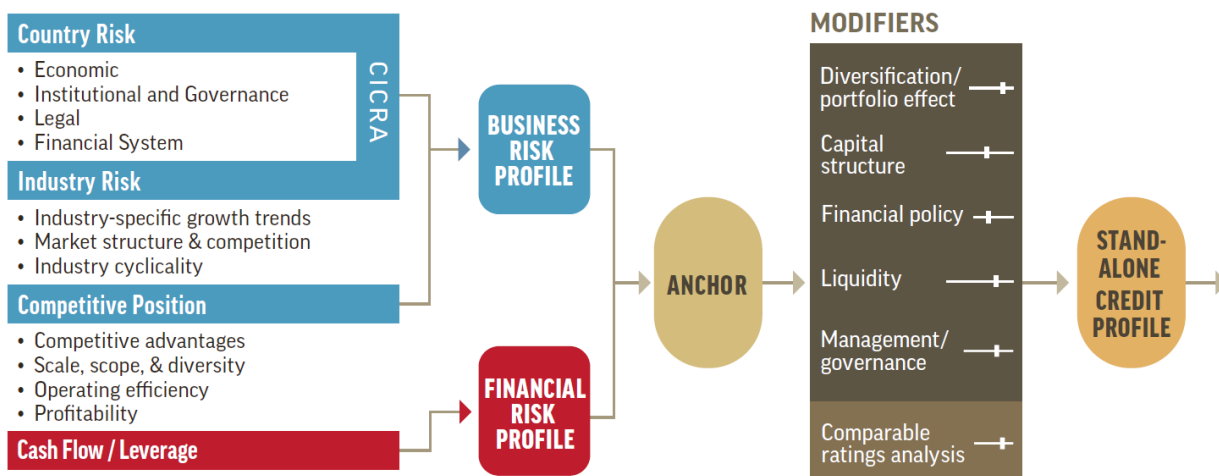 Country Risk
• Economic
• Institutional and Governance
• Legal
• Financial System
CICRA
Industry Risk
• Industry-specific growth trends
• Market structure & competition
• Industry cyclicality
Competitive Position
• Competitive advantages
• Scale, scope, & diversity
• Operating efficiency
• Profitability
Cash Flow / Leverage
BUSINESS
RISK
PROFILE
FINANCIAL
RISK
PROFILE
ANCHOR
MODIFIERS
Diversification/
portfolio effect
Capital
structure
Financial policy
Liquidity
Management/
governance
Comparable
ratings analysis
STAND-
ALONE
CREDIT
PROFILE